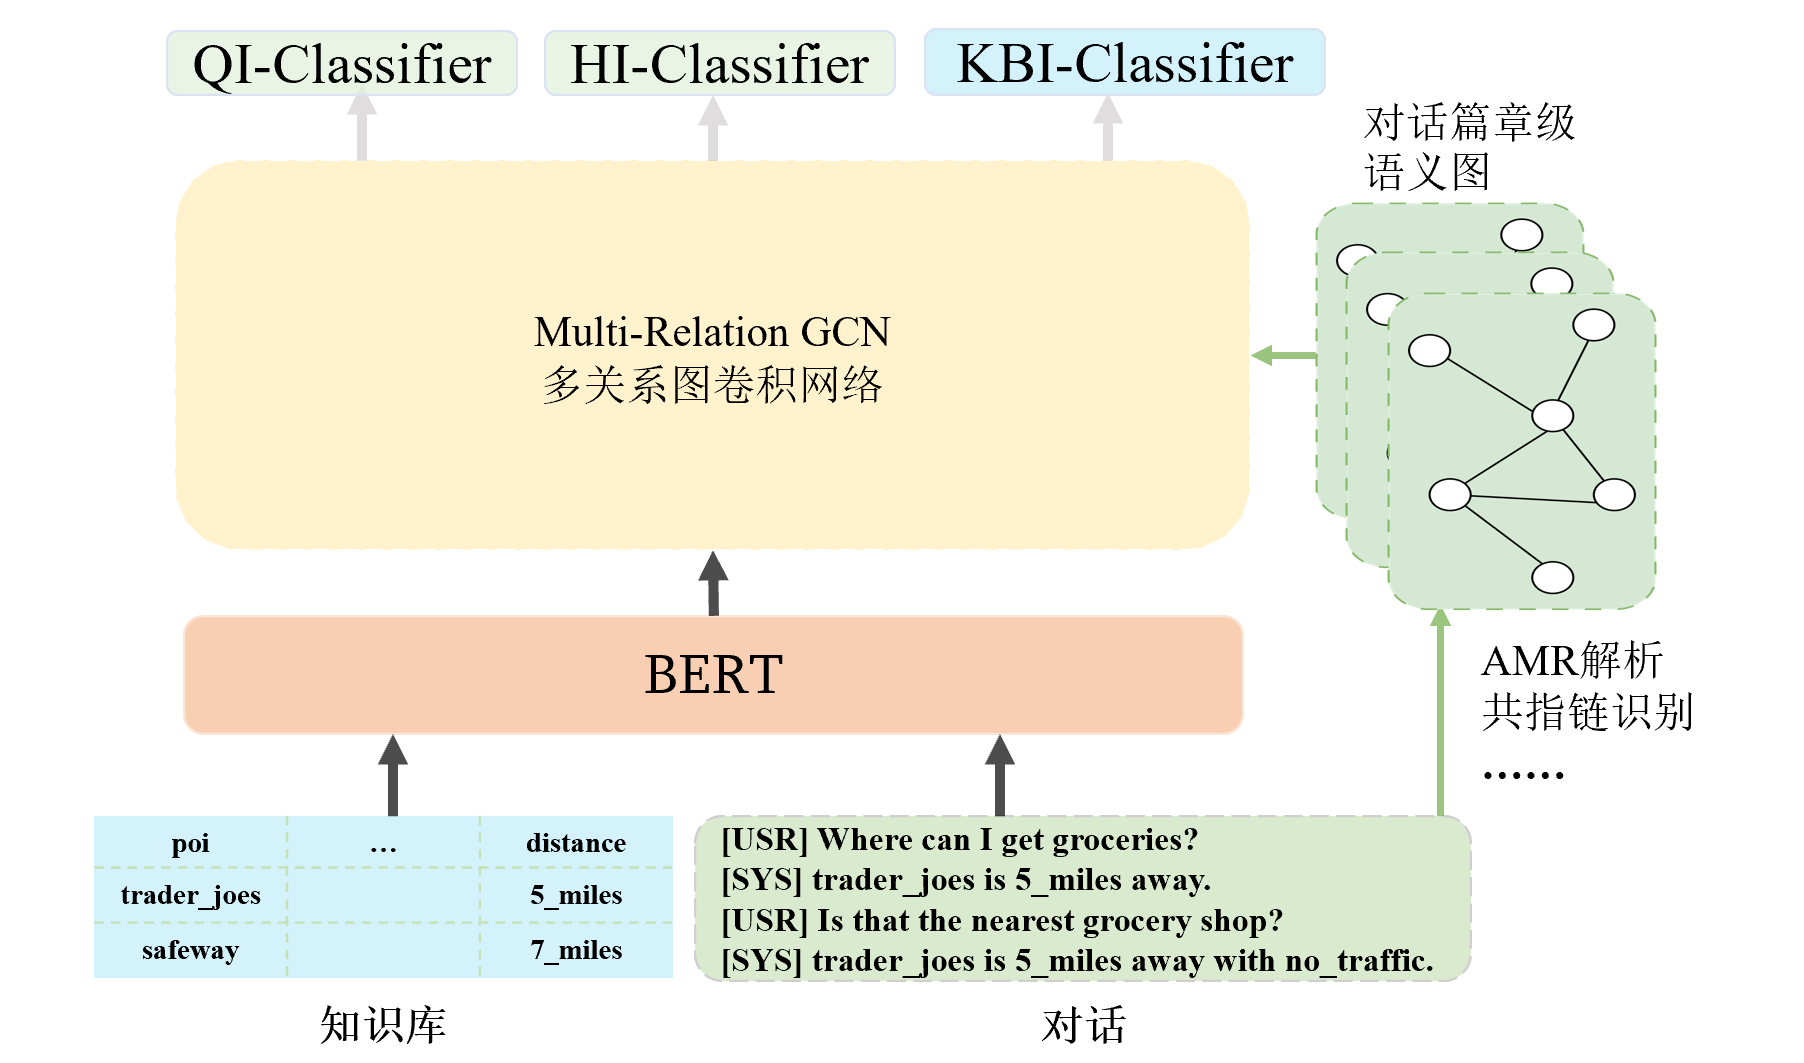 QI-Classifier
HI-Classifier
KBI-Classifier
对话篇章级
语义图
Multi-Relation GCN
多关系图卷积网络
BERT
AMR解析
共指链识别
……
poi … distance
trader_joes 5_miles
safeway 7_miles
知识库
[USR] Where can I get groceries?
[SYS] trader_joes is 5_miles away.
[USR] Is that the nearest grocery shop?
[SYS] trader_joes is 5_miles away with no_traffic.
对话